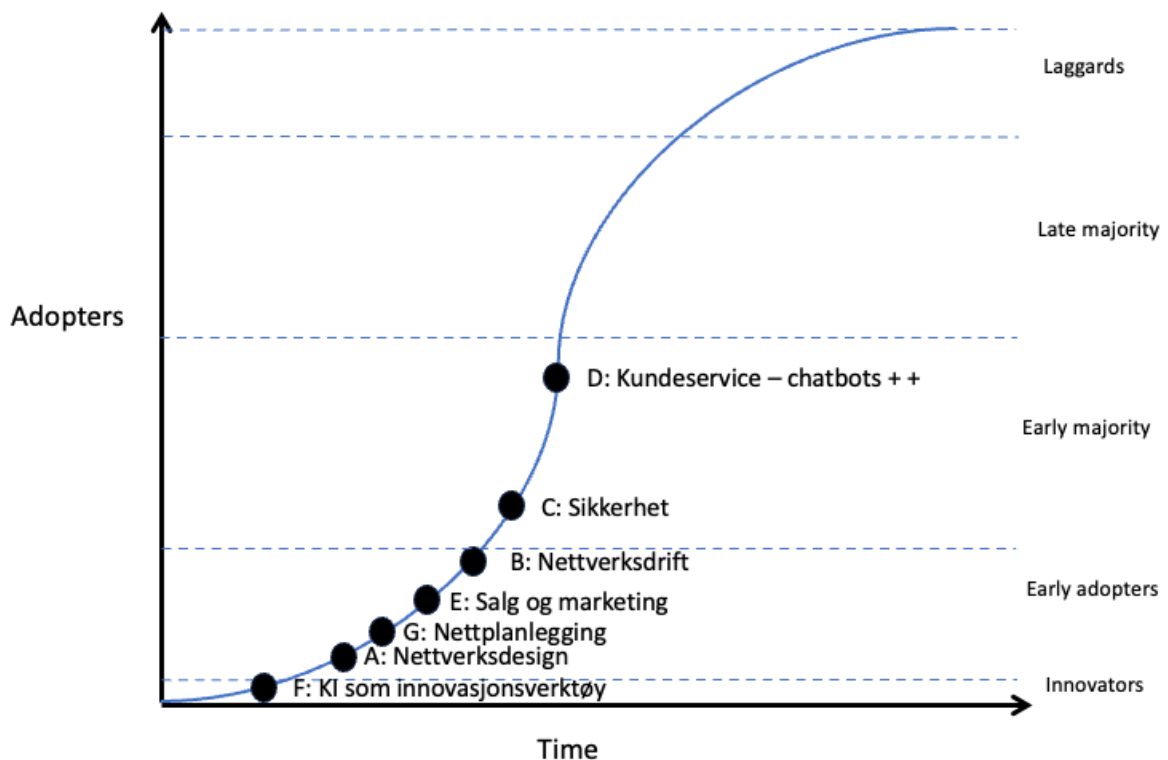 Laggards
Late majority
Adopters
D: Kundeservice – chatbots + +
Early majority
C: Sikkerhet
B: Nettverksdrift
Early adopters
E: Salg og marketing
G: Nettplanlegging
A: Nettverksdesign
F: KI som innovasjonsverktøy
Innovators
Time